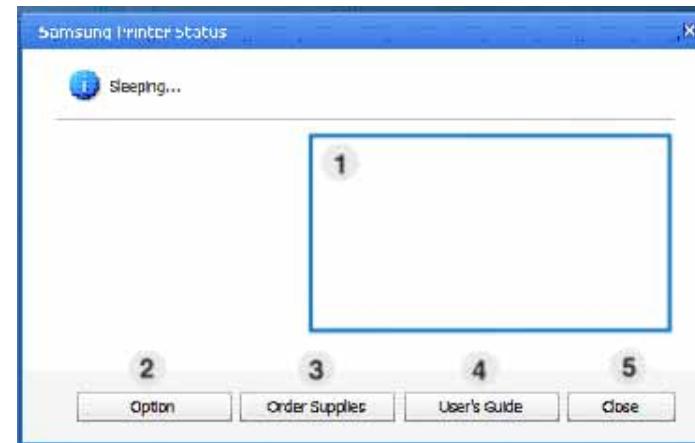 Samsung Printer Status
Sleeping...
1
2 3 4 5
Option Order Supplies User's Guide Close